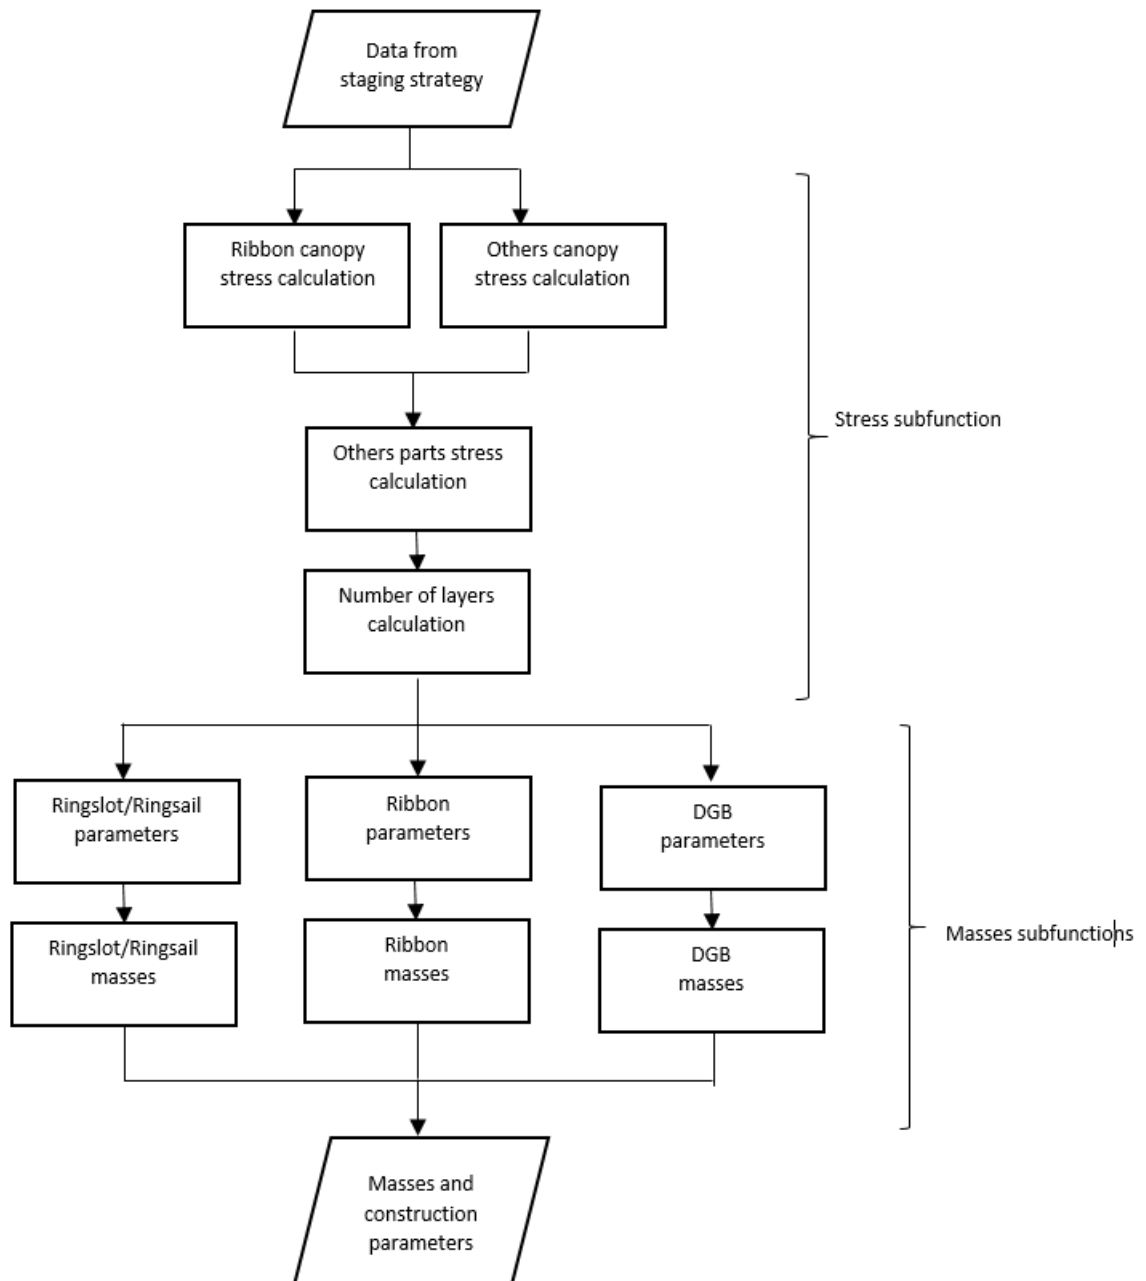 Data from
staging strategy
Ribbon canopy
stress calculation
Others canopy
stress calculation
Stress subfunction
Others parts stress
calculation
Number of layers
calculation
Ringslot/Ringsail
parameters
Ribbon
parameters
DGB
parameters
Masses subfunctions
Ringslot/Ringsail
masses
Ribbon
masses
DGB
masses
Masses and
construction
parameters